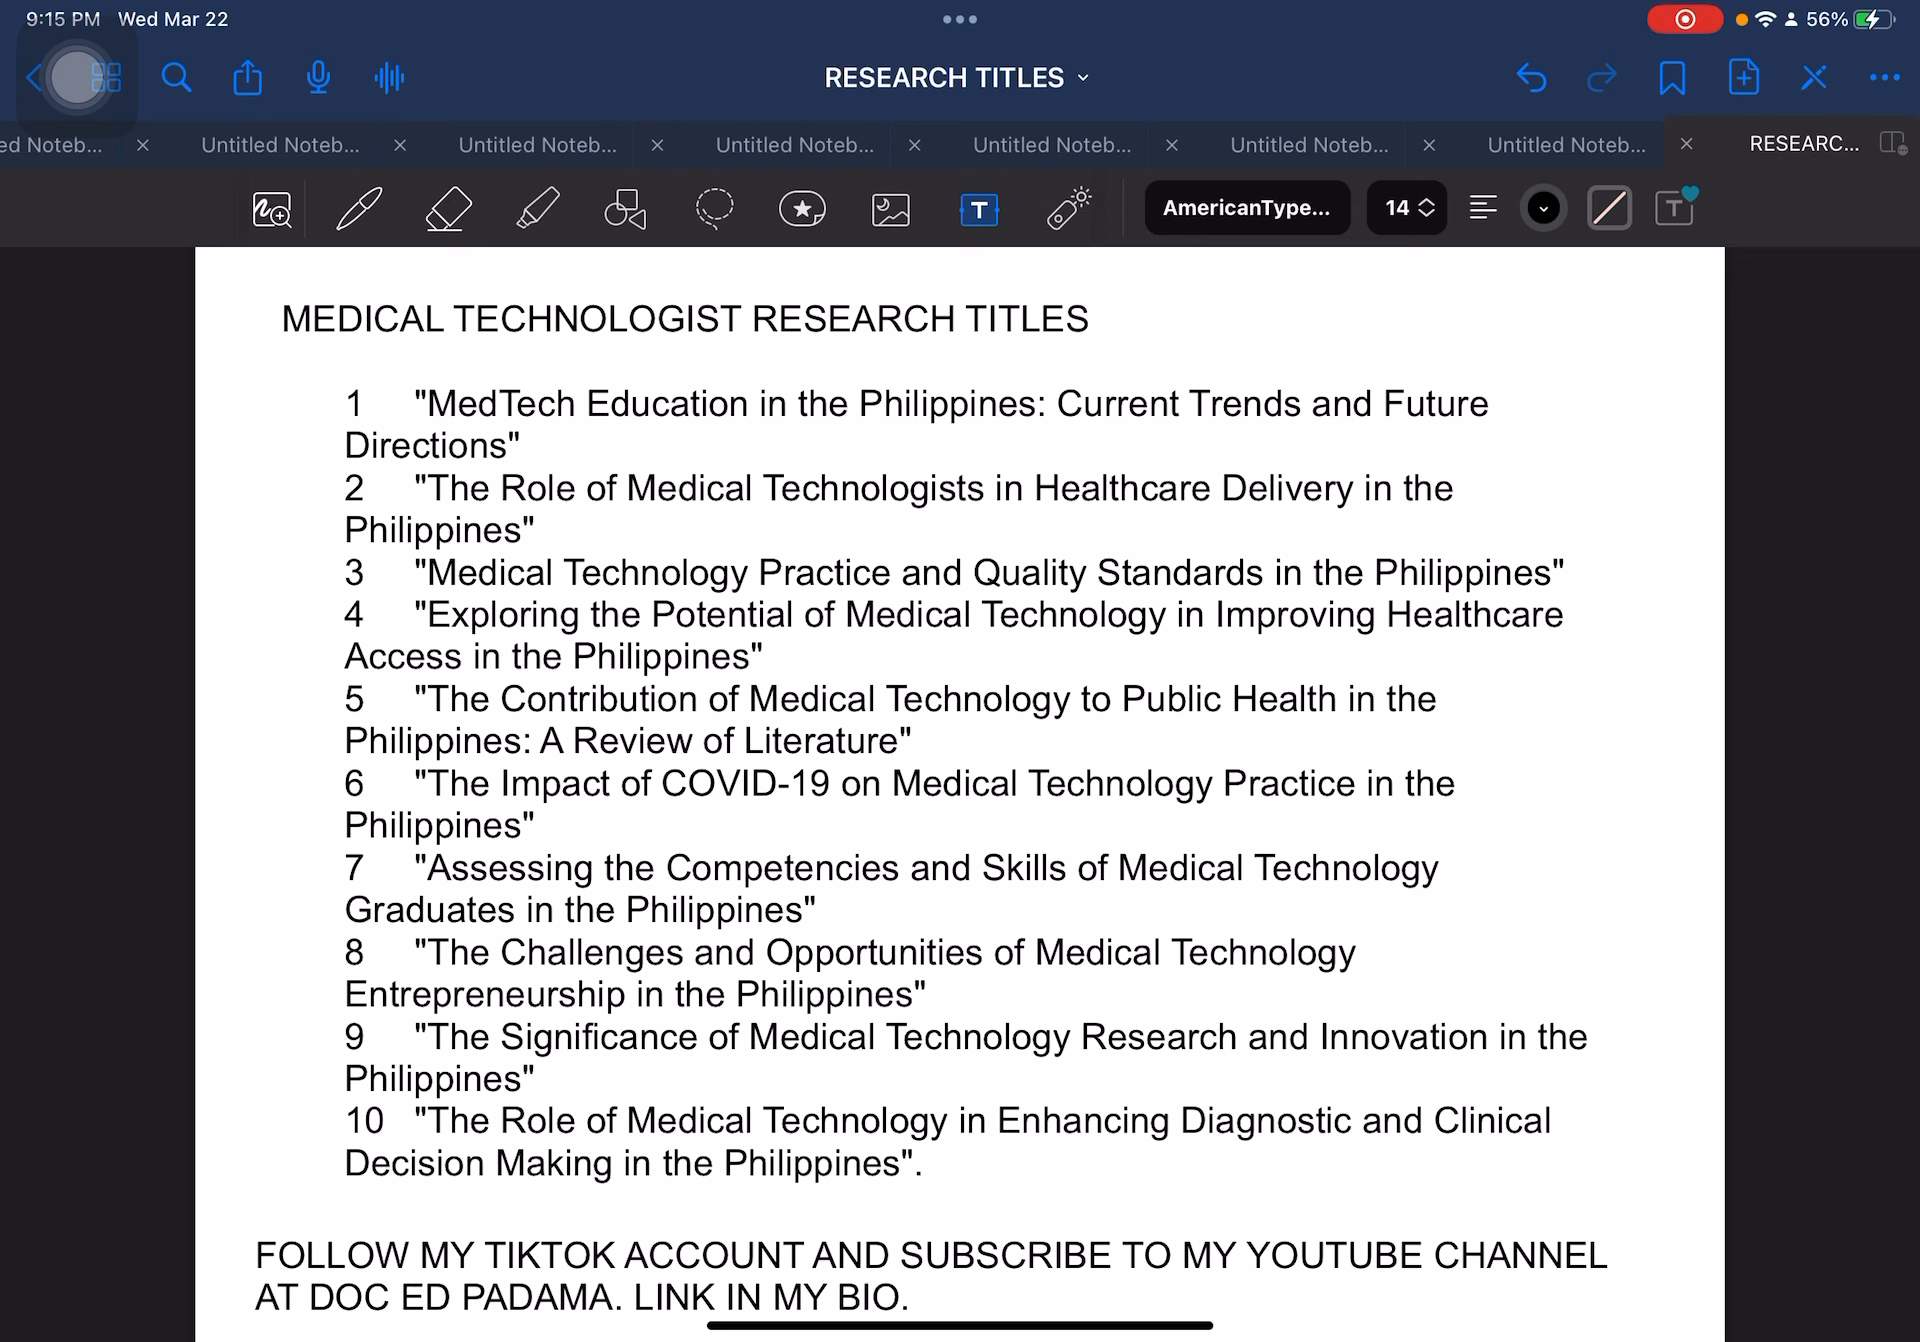 9:15 PM Wed Mar 22
56%
RESEARCH TITLES
ed Noteb...
Untitled Noteb...
Untitled Noteb...
Untitled Noteb...
Untitled Noteb...
Untitled Noteb...
Untitled Noteb...
RESEARC...
T
AmericanType...
14
T
MEDICAL TECHNOLOGIST RESEARCH TITLES
1 "MedTech Education in the Philippines: Current Trends and Future
Directions"
2 "The Role of Medical Technologists in Healthcare Delivery in the
Philippines"
3 "Medical Technology Practice and Quality Standards in the Philippines"
4 "Exploring the Potential of Medical Technology in Improving Healthcare
Access in the Philippines"
5 "The Contribution of Medical Technology to Public Health in the
Philippines: A Review of Literature"
6 "The Impact of COVID-19 on Medical Technology Practice in the
Philippines"
7 "Assessing the Competencies and Skills of Medical Technology
Graduates in the Philippines"
8 "The Challenges and Opportunities of Medical Technology
Entrepreneurship in the Philippines"
9 "The Significance of Medical Technology Research and Innovation in the
Philippines"
10 "The Role of Medical Technology in Enhancing Diagnostic and Clinical
Decision Making in the Philippines".
FOLLOW MY TIKTOK ACCOUNT AND SUBSCRIBE TO MY YOUTUBE CHANNEL
AT DOC ED PADAMA. LINK IN MY BIO.